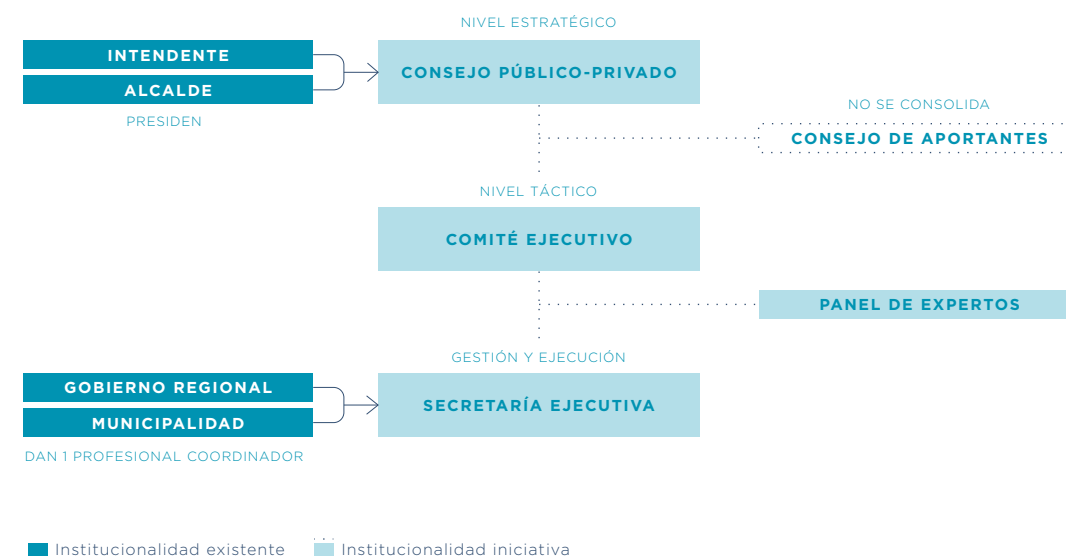 NIVEL ESTRATÉGICO
INTENDENTE
ALCALDE
PRESIDEN
CONSEJO PÚBLICO-PRIVADO
NO SE CONSOLIDA
CONSEJO DE APORTANTES
NIVEL TÁCTICO
COMITÉ EJECUTIVO
PANEL DE EXPERTOS
GESTIÓN Y EJECUCIÓN
GOBIERNO REGIONAL
MUNICIPALIDAD
DAN 1 PROFESIONAL COORDINADOR
SECRETARÍA EJECUTIVA
Institucionalidad existente
Institucionalidad iniciativa